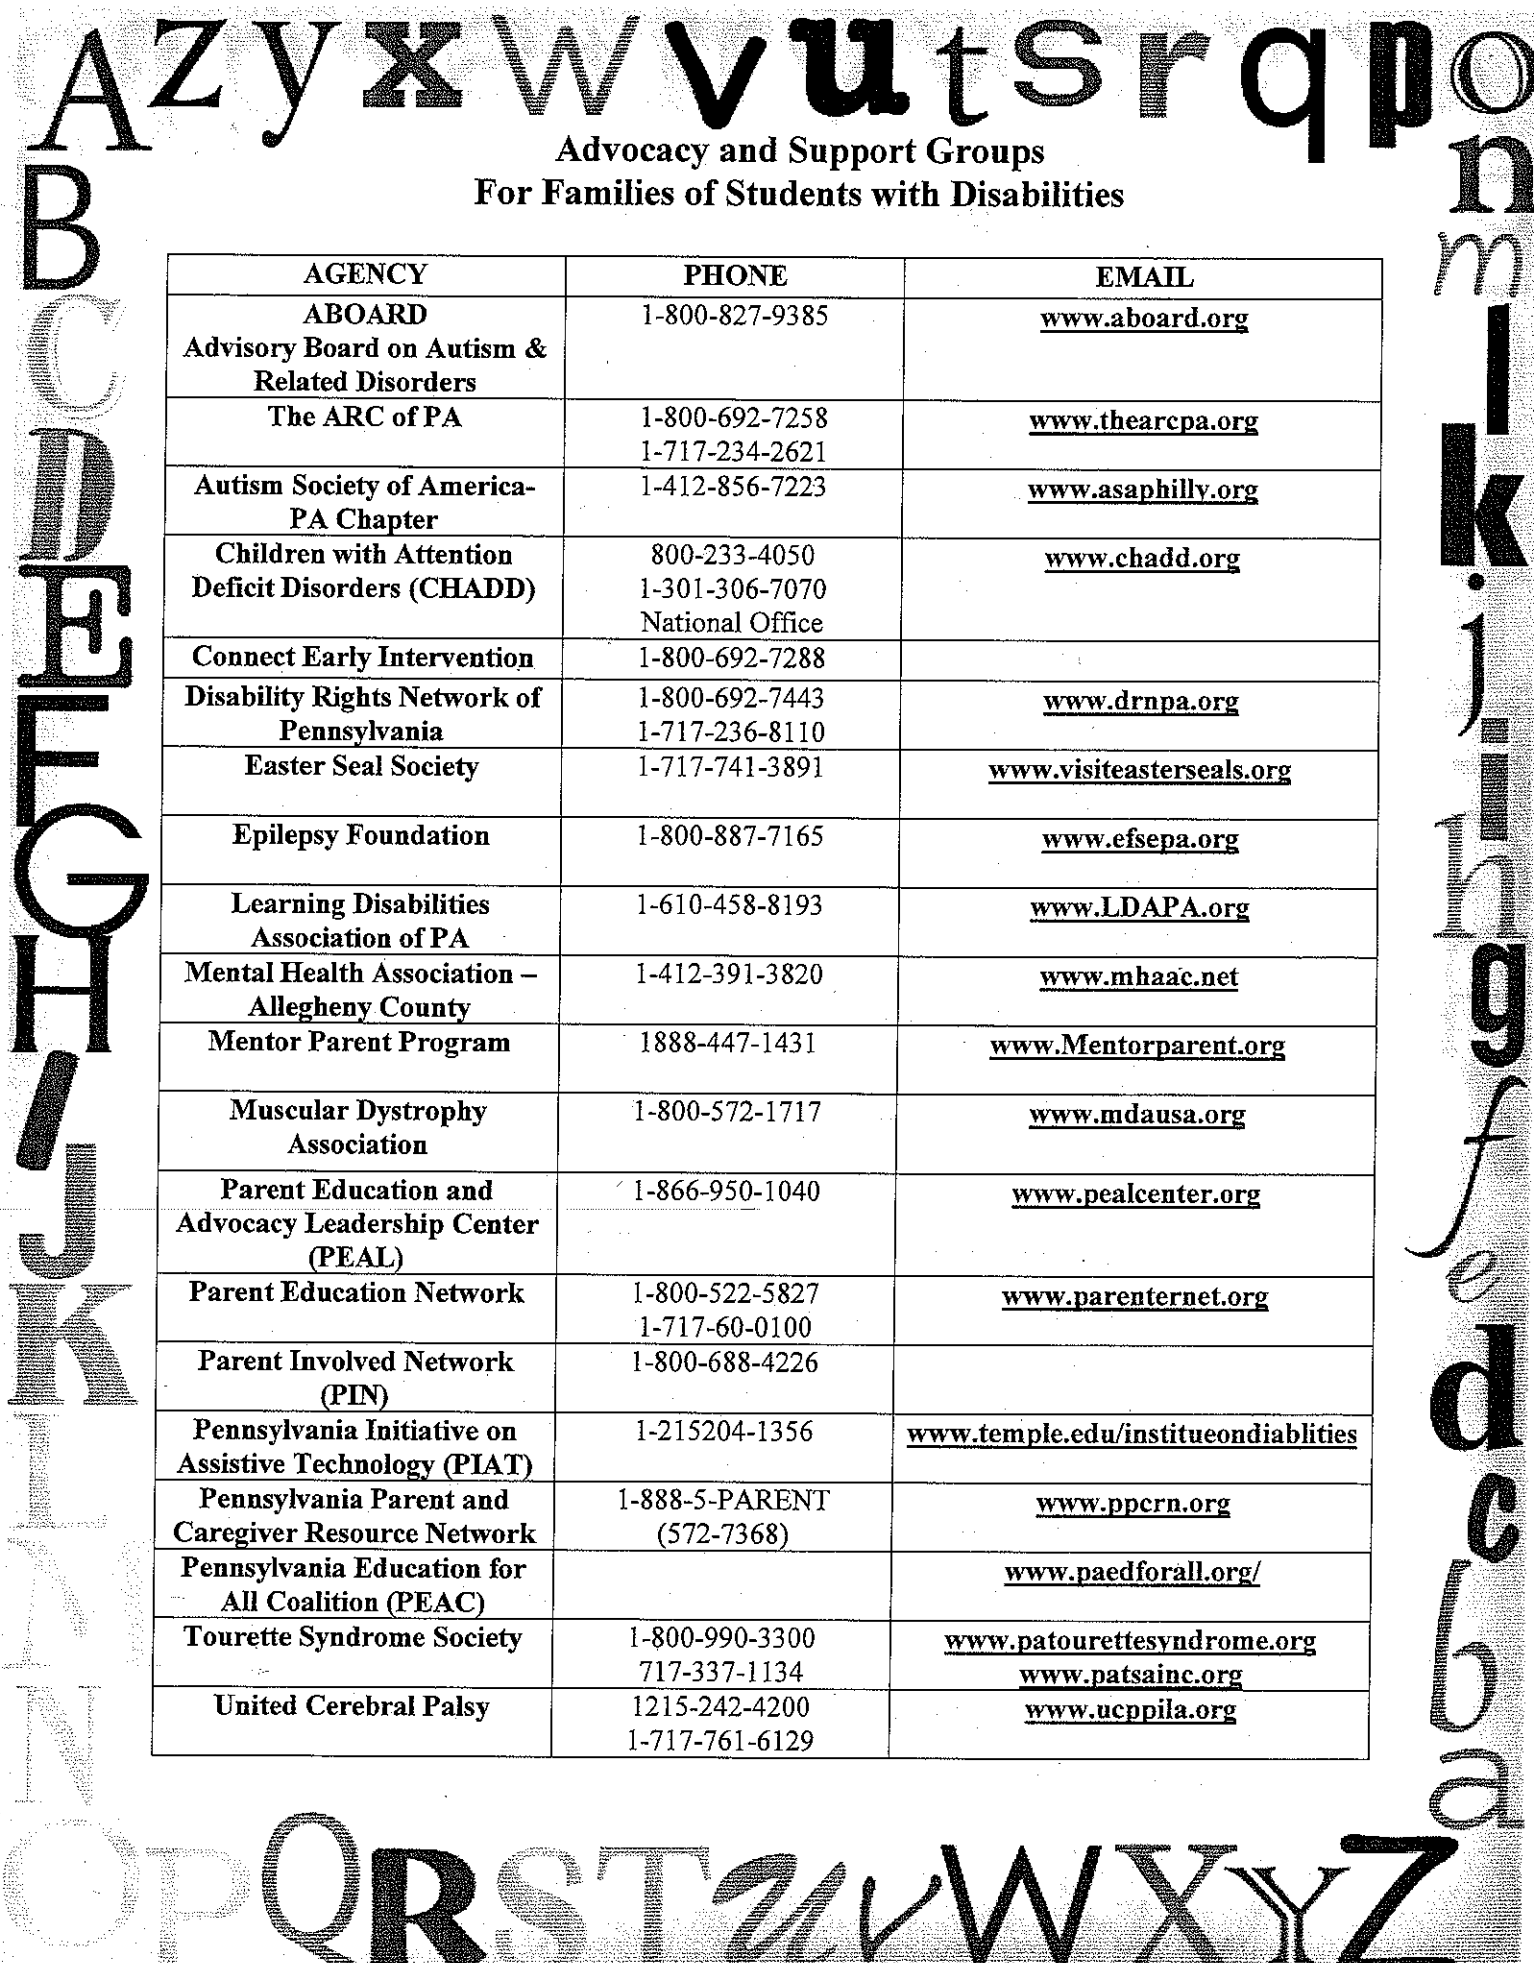 A z y x w v u t s r q p o
Advocacy and Support Groups
For Families of Students with Disabilities
AGENCY PHONE EMAIL
ABOARD 1-800-827-9385 www.aboard.org
Advisory Board on Autism &
Related Disorders
The ARC of PA 1-800-692-7258 www.thearcpa.org
1-717-234-2621
Autism Society of America- 1-412-856-7223 www.asaphilly.org
PA Chapter
Children with Attention 800-233-4050 www.chadd.org
Deficit Disorders (CHADD) 1-301-306-7070
National Office
Connect Early Intervention 1-800-692-7288
Disability Rights Network of 1-800-692-7443 www.drnpa.org
Pennsylvania 1-717-236-8110
Easter Seal Society 1-717-741-3891 www.visiteasterseals.org
Epilepsy Foundation 1-800-887-7165 www.efsepa.org
Learning Disabilities 1-610-458-8193 www.LDAPA.org
Association of PA
Mental Health Association – 1-412-391-3820 www.mhaac.net
Allegheny County
Mentor Parent Program 1888-447-1431 www.Mentorparent.org
Muscular Dystrophy 1-800-572-1717 www.mdausa.org
Association
Parent Education and 1-866-950-1040 www.pealcenter.org
Advocacy Leadership Center
(PEAL)
Parent Education Network 1-800-522-5827 www.parenternet.org
1-717-60-0100
Parent Involved Network 1-800-688-4226
(PIN)
Pennsylvania Initiative on 1-215204-1356 www.temple.edu/institueondiablities
Assistive Technology (PIAT)
Pennsylvania Parent and 1-888-5-PARENT www.ppcrn.org
Caregiver Resource Network (572-7368)
Pennsylvania Education for www.paedforall.org/
All Coalition (PEAC)
Tourette Syndrome Society 1-800-990-3300 www.patourettesyndrome.org
717-337-1134 www.patsainc.org
United Cerebral Palsy 1215-242-4200 www.ucppila.org
1-717-761-6129
B
C
D
E
F
G
H
I
J
K
L
M
N
n
m
l
k
j
i
h
g
f
e
d
c
b
a
O P Q R S T u v W X Y Z